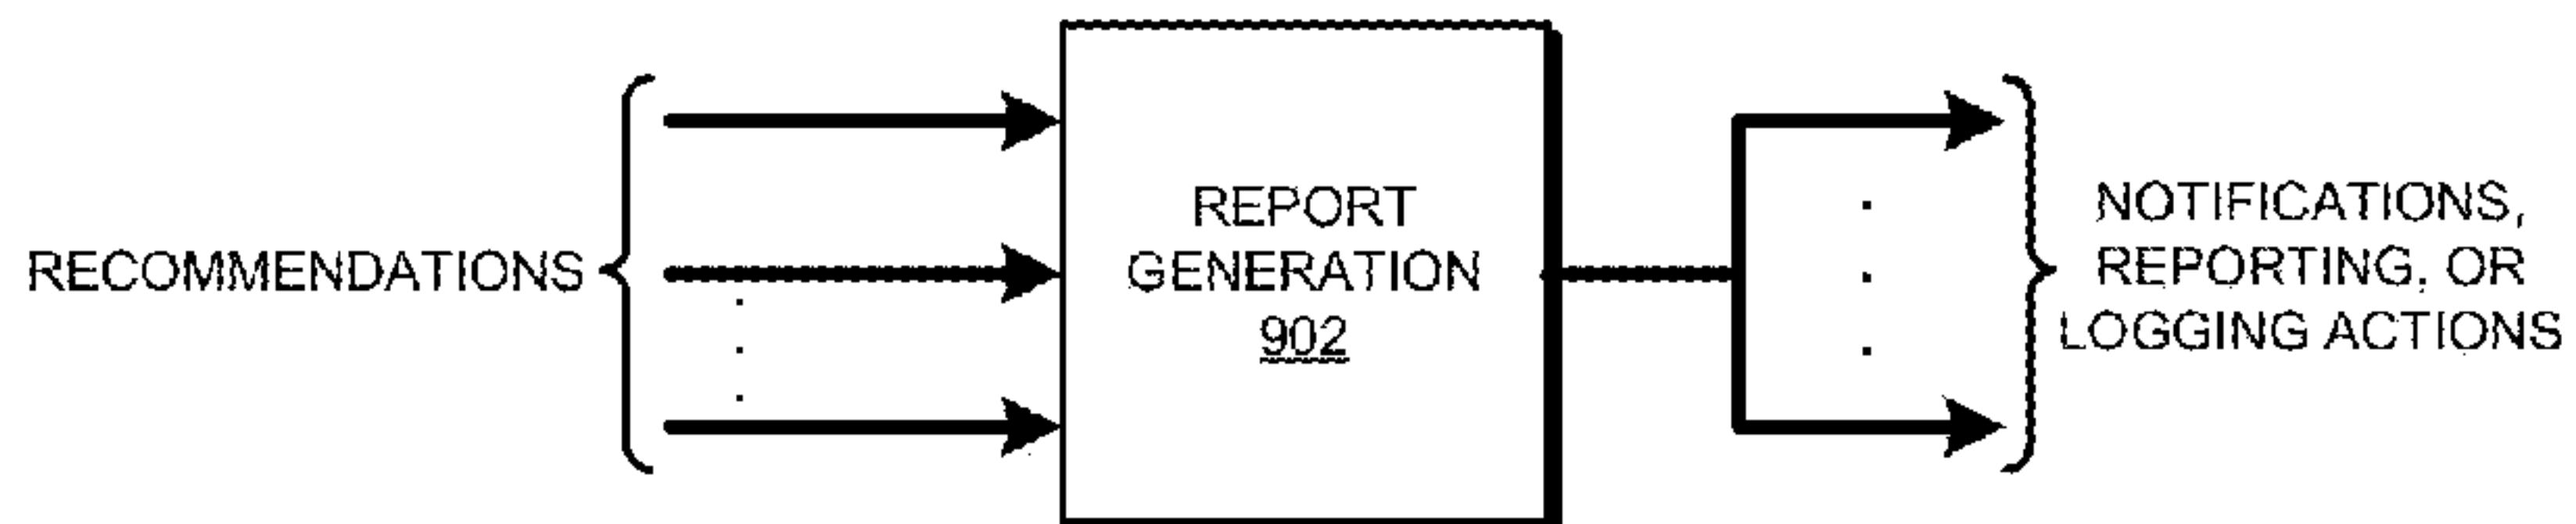 RECOMMENDATIONS
REPORT
GENERATION
902
NOTIFICATIONS,
REPORTING, OR
LOGGING ACTIONS